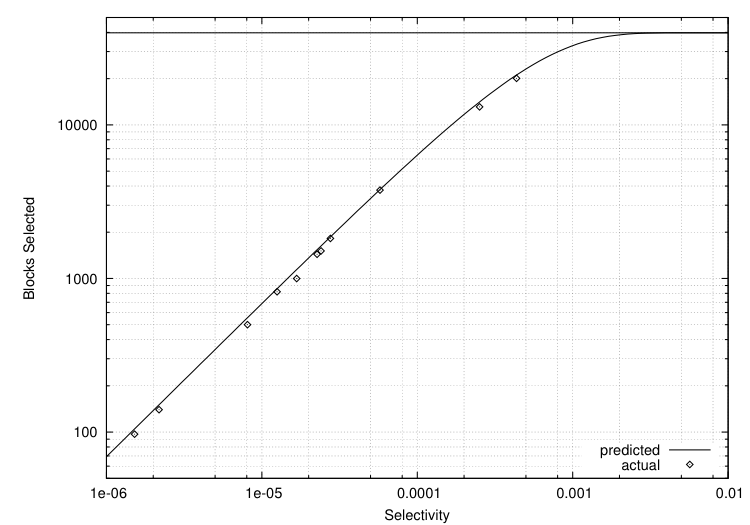 10000
1000
100
Blocks Selected
predicted
actual
1e-06
1e-05
0.0001
0.001
0.01
Selectivity